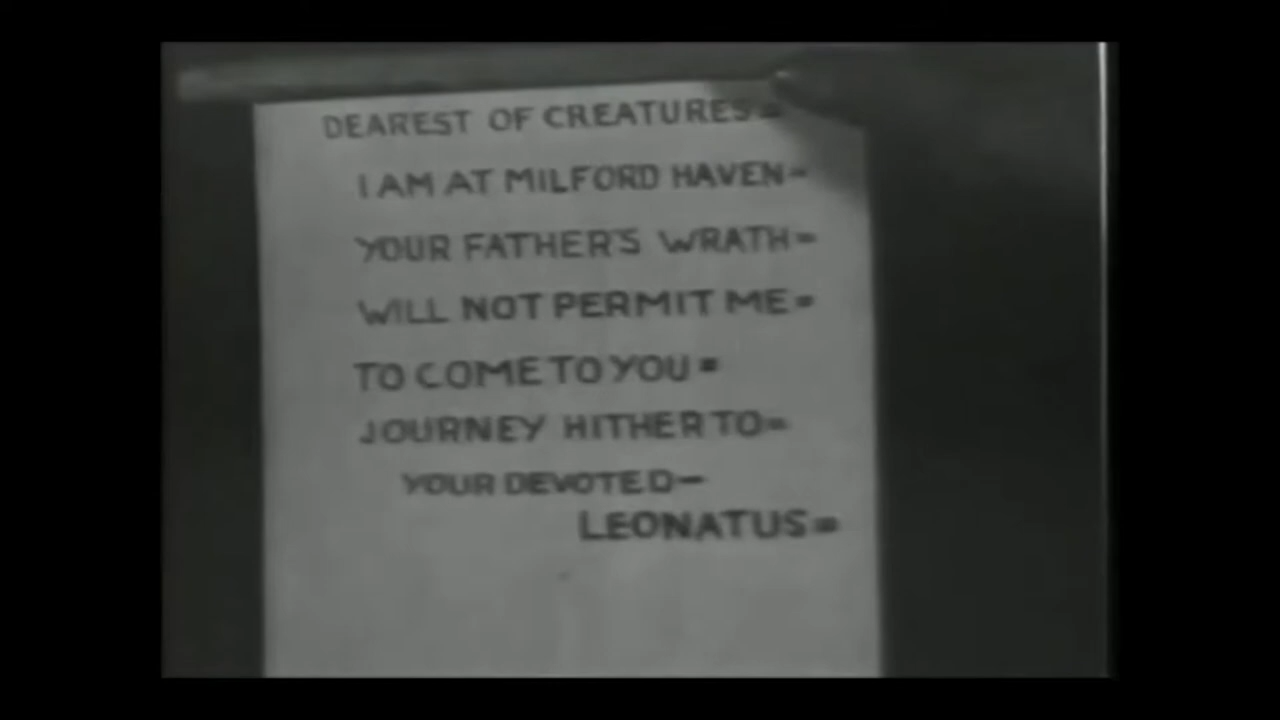 DEAREST OF CREATURES=
I AM AT MILFORD HAVEN=
YOUR FATHER'S WRATH=
WILL NOT PERMIT ME=
TO COME TO YOU=
JOURNEY HITHER TO=
YOUR DEVOTED-
LEONATUS=